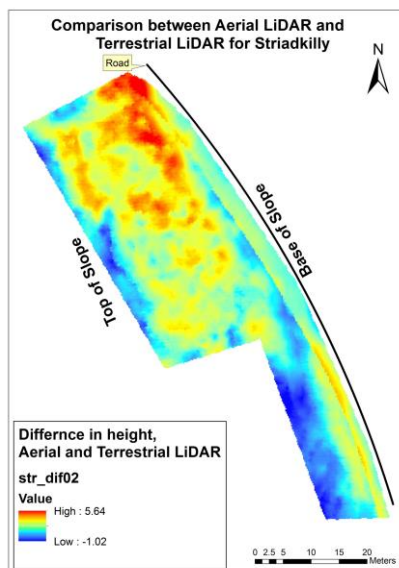 Comparison between Aerial LiDAR and
Terrestrial LiDAR for Striadkilly
Road
N
Base of Slope
Top of Slope
Differnce in height,
Aerial and Terrestrial LiDAR
str_dif02
Value
High : 5.64
Low : -1.02
0 2.5 5 10 15 20
Meters